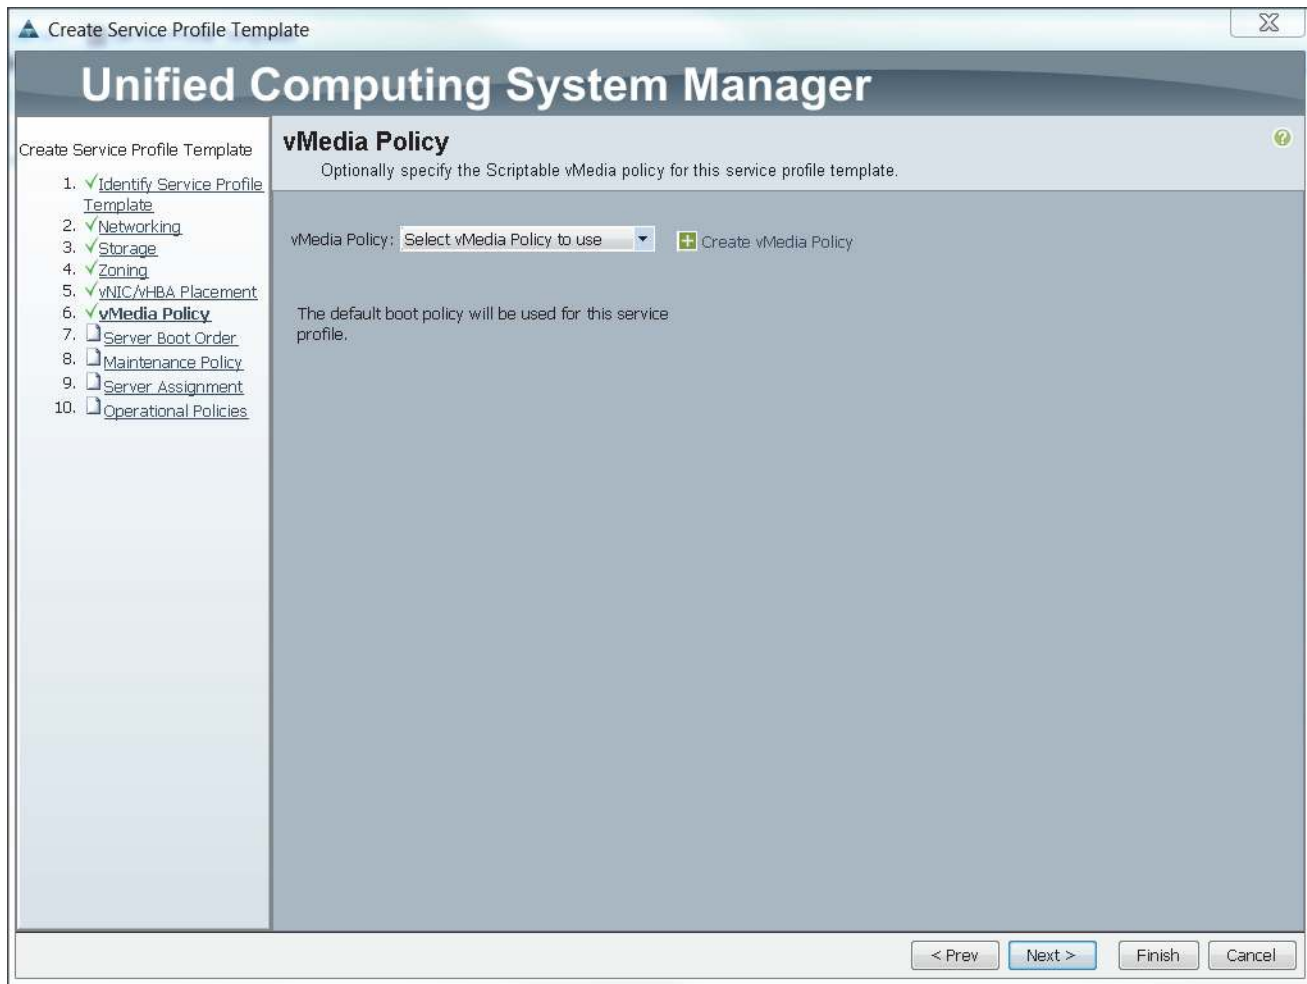 Create Service Profile Template
Unified Computing System Manager
Create Service Profile Template
1. Identify Service Profile
Template
2. Networking
3. Storage
4. Zoning
5. vNIC/vHBA Placement
6. vMedia Policy
7. Server Boot Order
8. Maintenance Policy
9. Server Assignment
10. Operational Policies
vMedia Policy
Optionally specify the Scriptable vMedia policy for this service profile template.
vMedia Policy: Select vMedia Policy to use Create vMedia Policy
The default boot policy will be used for this service
profile.
< Prev Next > Finish Cancel